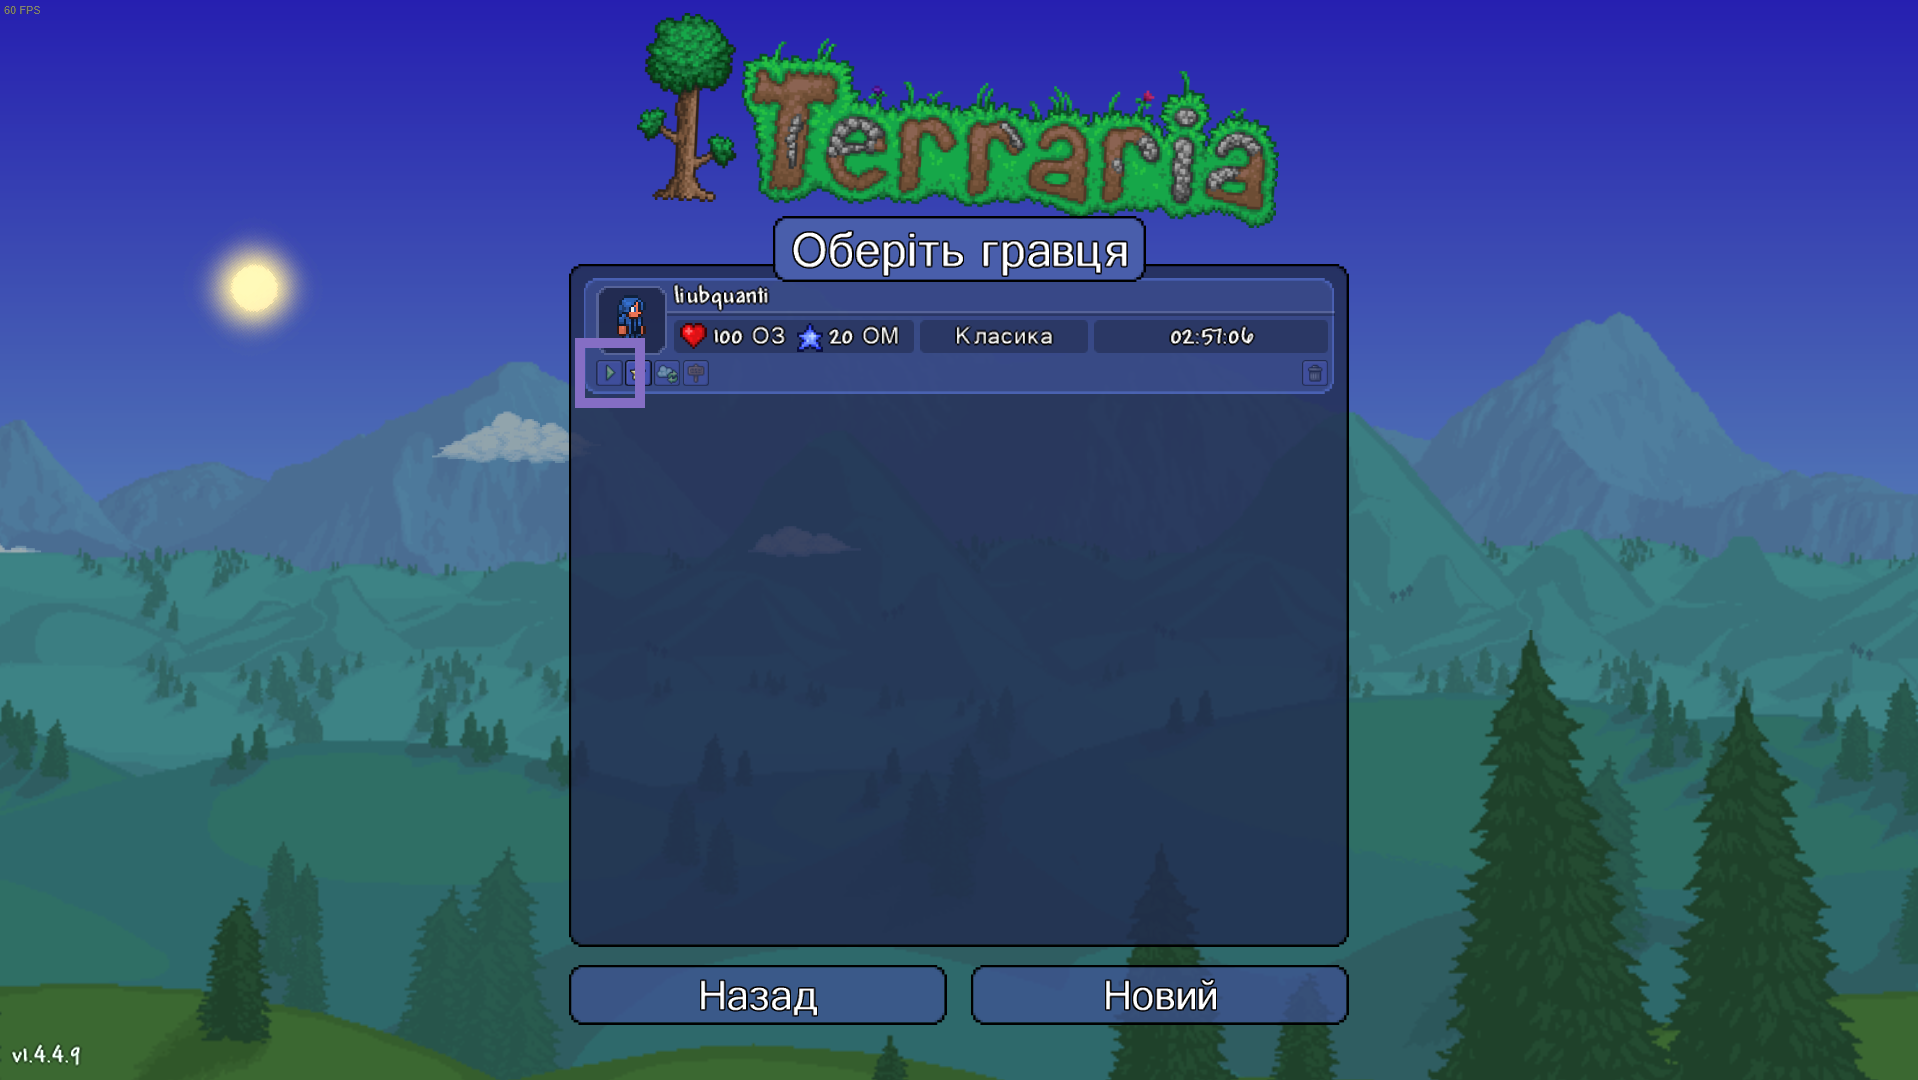 60 FPS
Terraria
Оберіть гравця
liubquanti
100 ОЗ 20 ОМ Класика 02:57:06
Назад Новий
v1.4.4.9